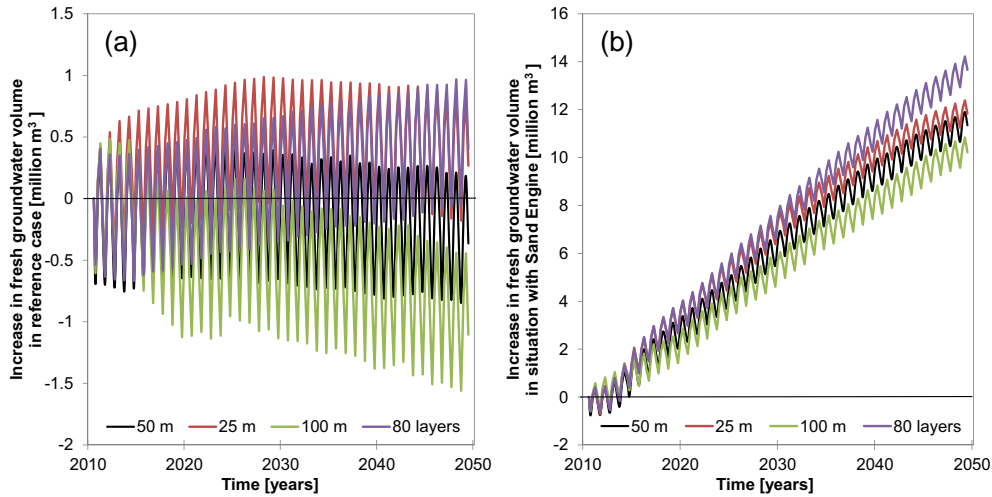 (a)
Increase in fresh groundwater volume
in reference case [million m³ ]
1.5
1
0.5
0
-0.5
-1
-1.5
-2
50 m 25 m 100 m 80 layers
2010 2020 2030 2040 2050
Time [years]
(b)
Increase in fresh groundwater volume
in situation with Sand Engine [million m³]
16
14
12
10
8
6
4
2
0
-2
50 m 25 m 100 m 80 layers
2010 2020 2030 2040 2050
Time [years]